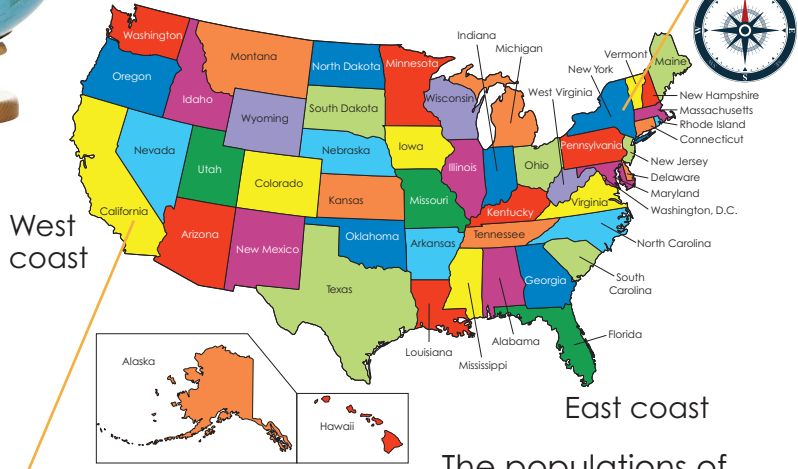 Washington
Oregon
Idaho
Montana
North Dakota
Minnesota
Wyoming
South Dakota
Wisconsin
Nevada
Utah
Nebraska
Iowa
Colorado
Kansas
Missouri
Illinois
Indiana
Michigan
Ohio
West Virginia
Vermont
New York
Maine
New Hampshire
Massachusetts
Rhode Island
Connecticut
Pennsylvania
New Jersey
Delaware
Maryland
Washington, D.C.
Virginia
Kentucky
Tennessee
North Carolina
South
Carolina
California
Arizona
New Mexico
Oklahoma
Arkansas
Texas
Louisiana
Mississippi
Alabama
Georgia
Florida
Alaska
Hawaii
West
coast
East coast
W
E
S
The populations of